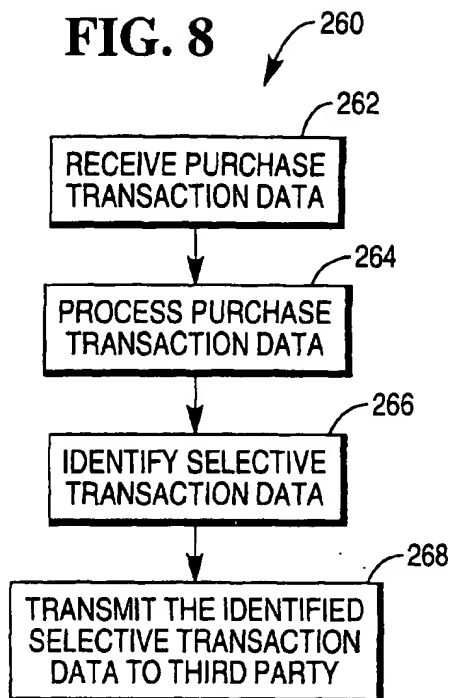 FIG. 8
260
262
RECEIVE PURCHASE
TRANSACTION DATA
264
PROCESS PURCHASE
TRANSACTION DATA
266
IDENTIFY SELECTIVE
TRANSACTION DATA
268
TRANSMIT THE IDENTIFIED
SELECTIVE TRANSACTION
DATA TO THIRD PARTY